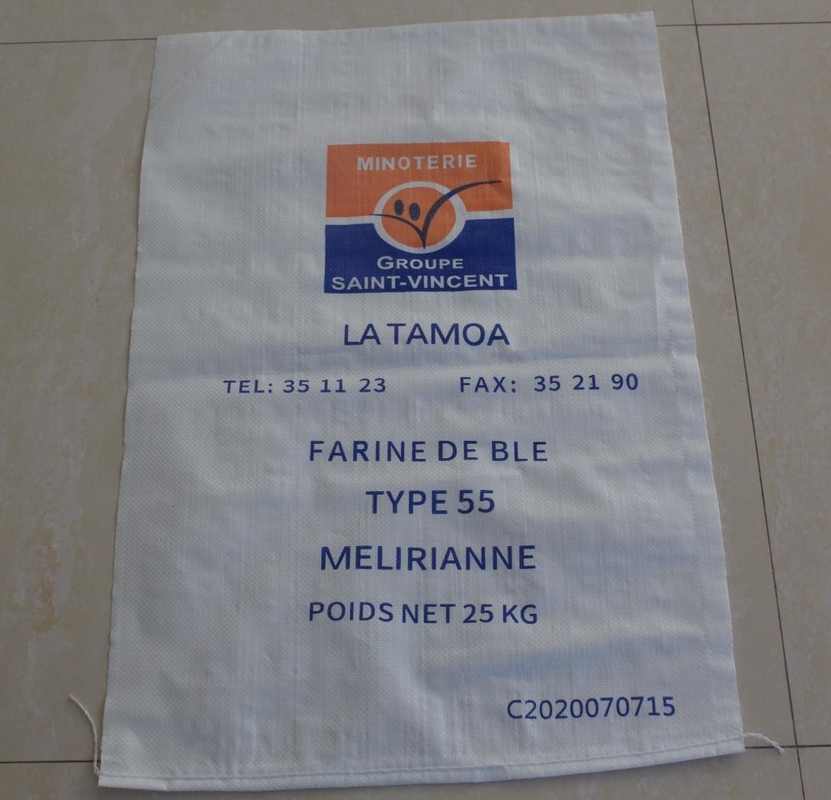 MINOTERIE
GROUPE
SAINT-VINCENT
LA TAMOA
TEL: 35 11 23 FAX: 35 21 90
FARINE DE BLE
TYPE 55
MELIRIANNE
POIDS NET 25 KG
C2020070715